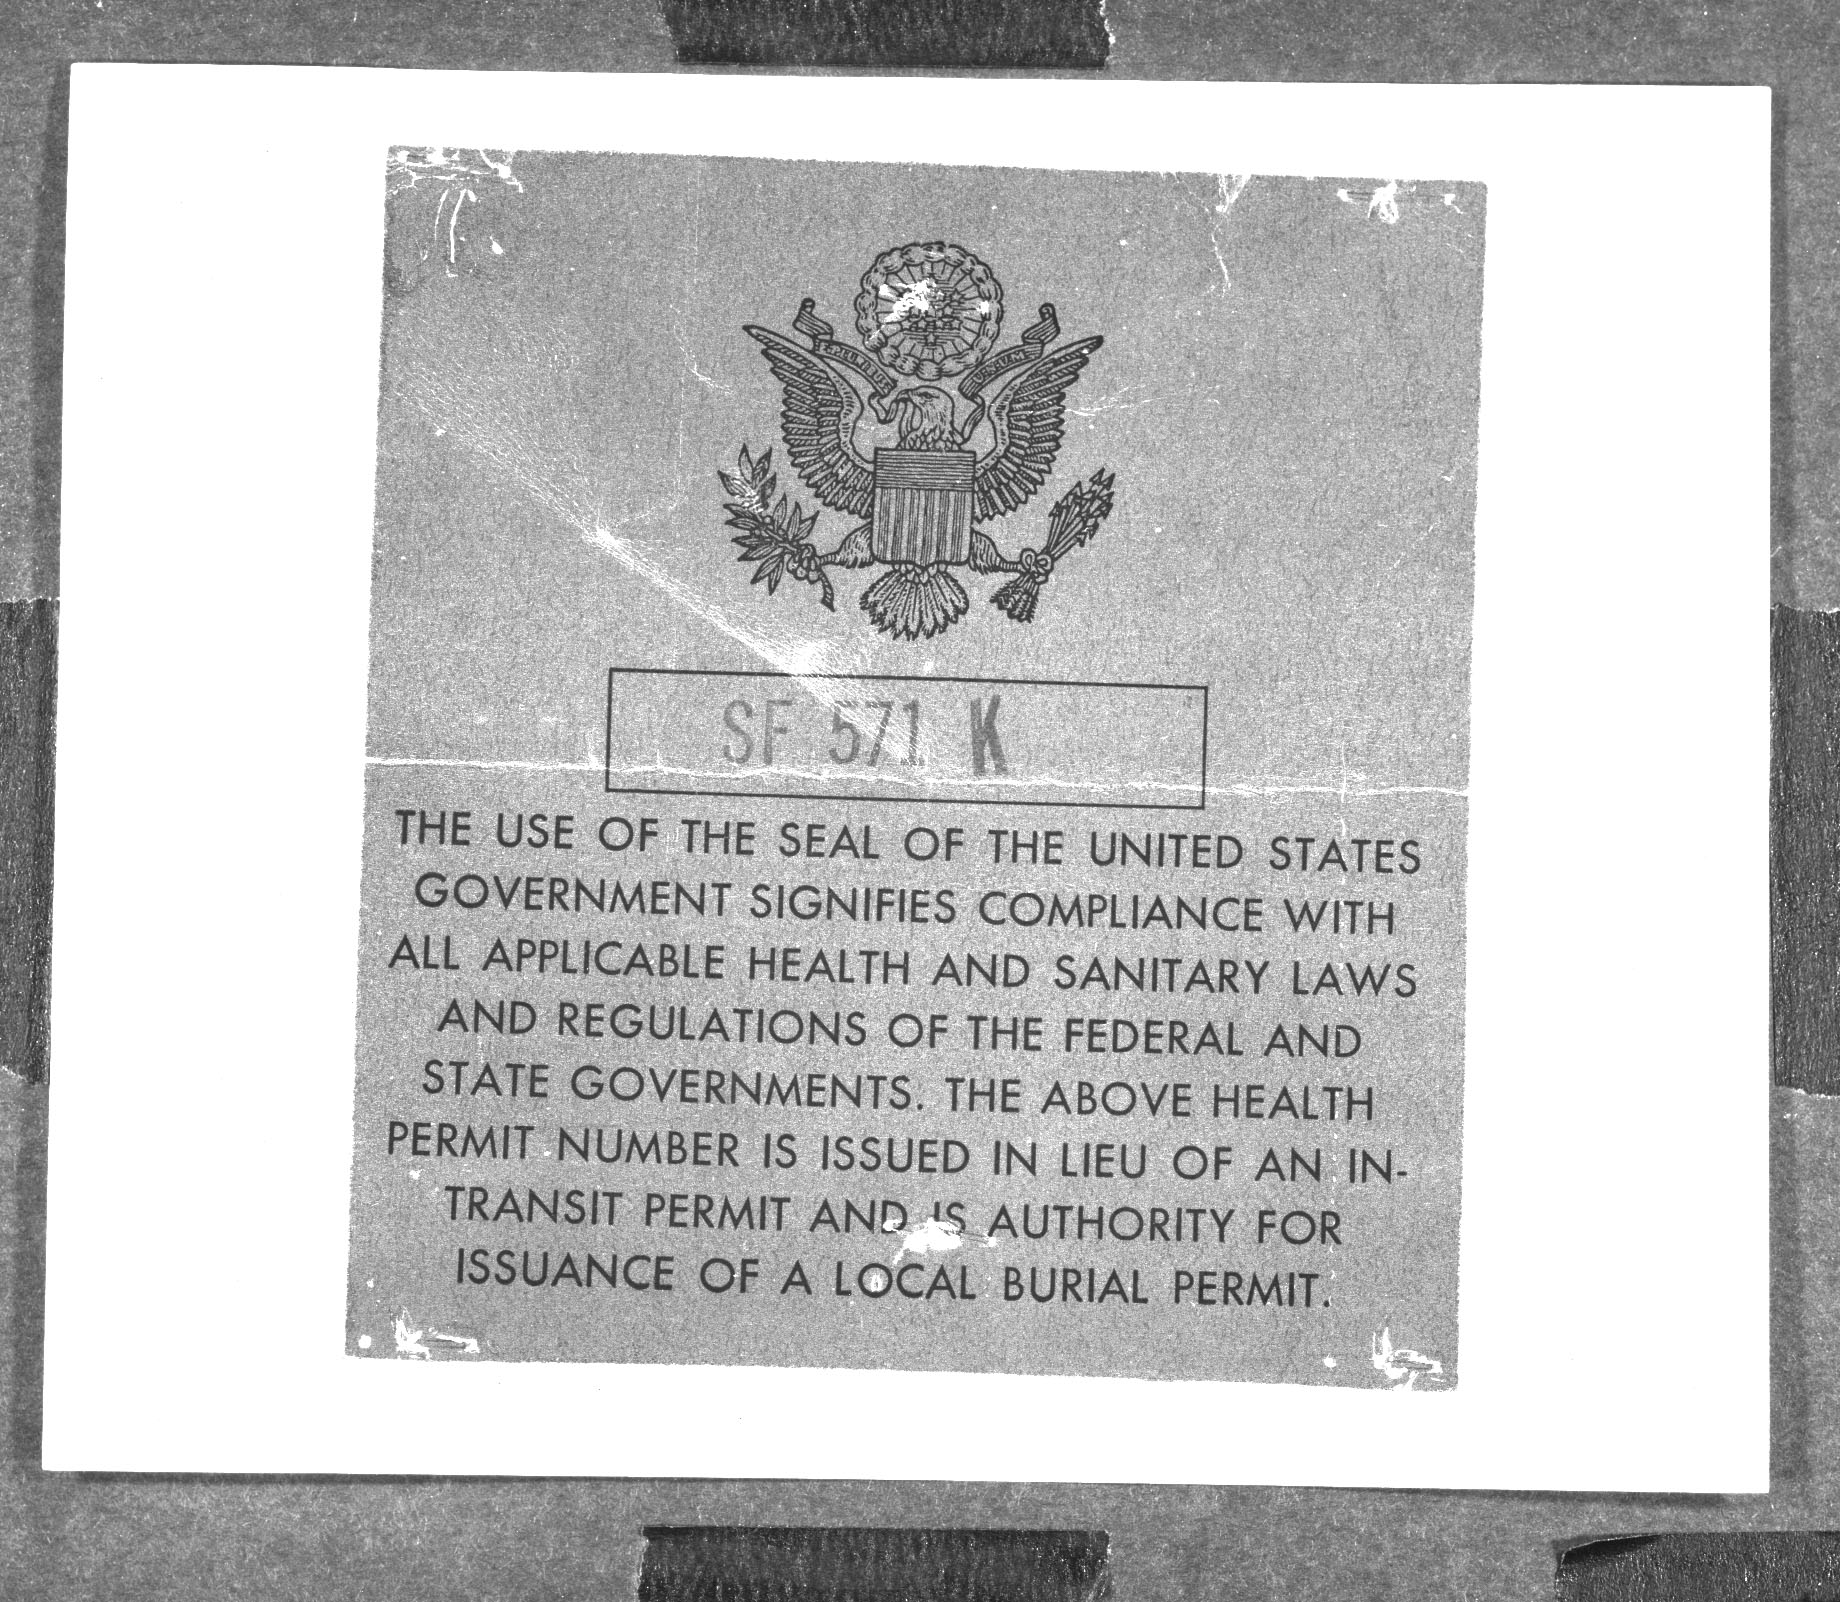 SF 571 K
THE USE OF THE SEAL OF THE UNITED STATES
GOVERNMENT SIGNIFIES COMPLIANCE WITH
ALL APPLICABLE HEALTH AND SANITARY LAWS
AND REGULATIONS OF THE FEDERAL AND
STATE GOVERNMENTS. THE ABOVE HEALTH
PERMIT NUMBER IS ISSUED IN LIEU OF AN IN-
TRANSIT PERMIT AND IS AUTHORITY FOR
ISSUANCE OF A LOCAL BURIAL PERMIT.